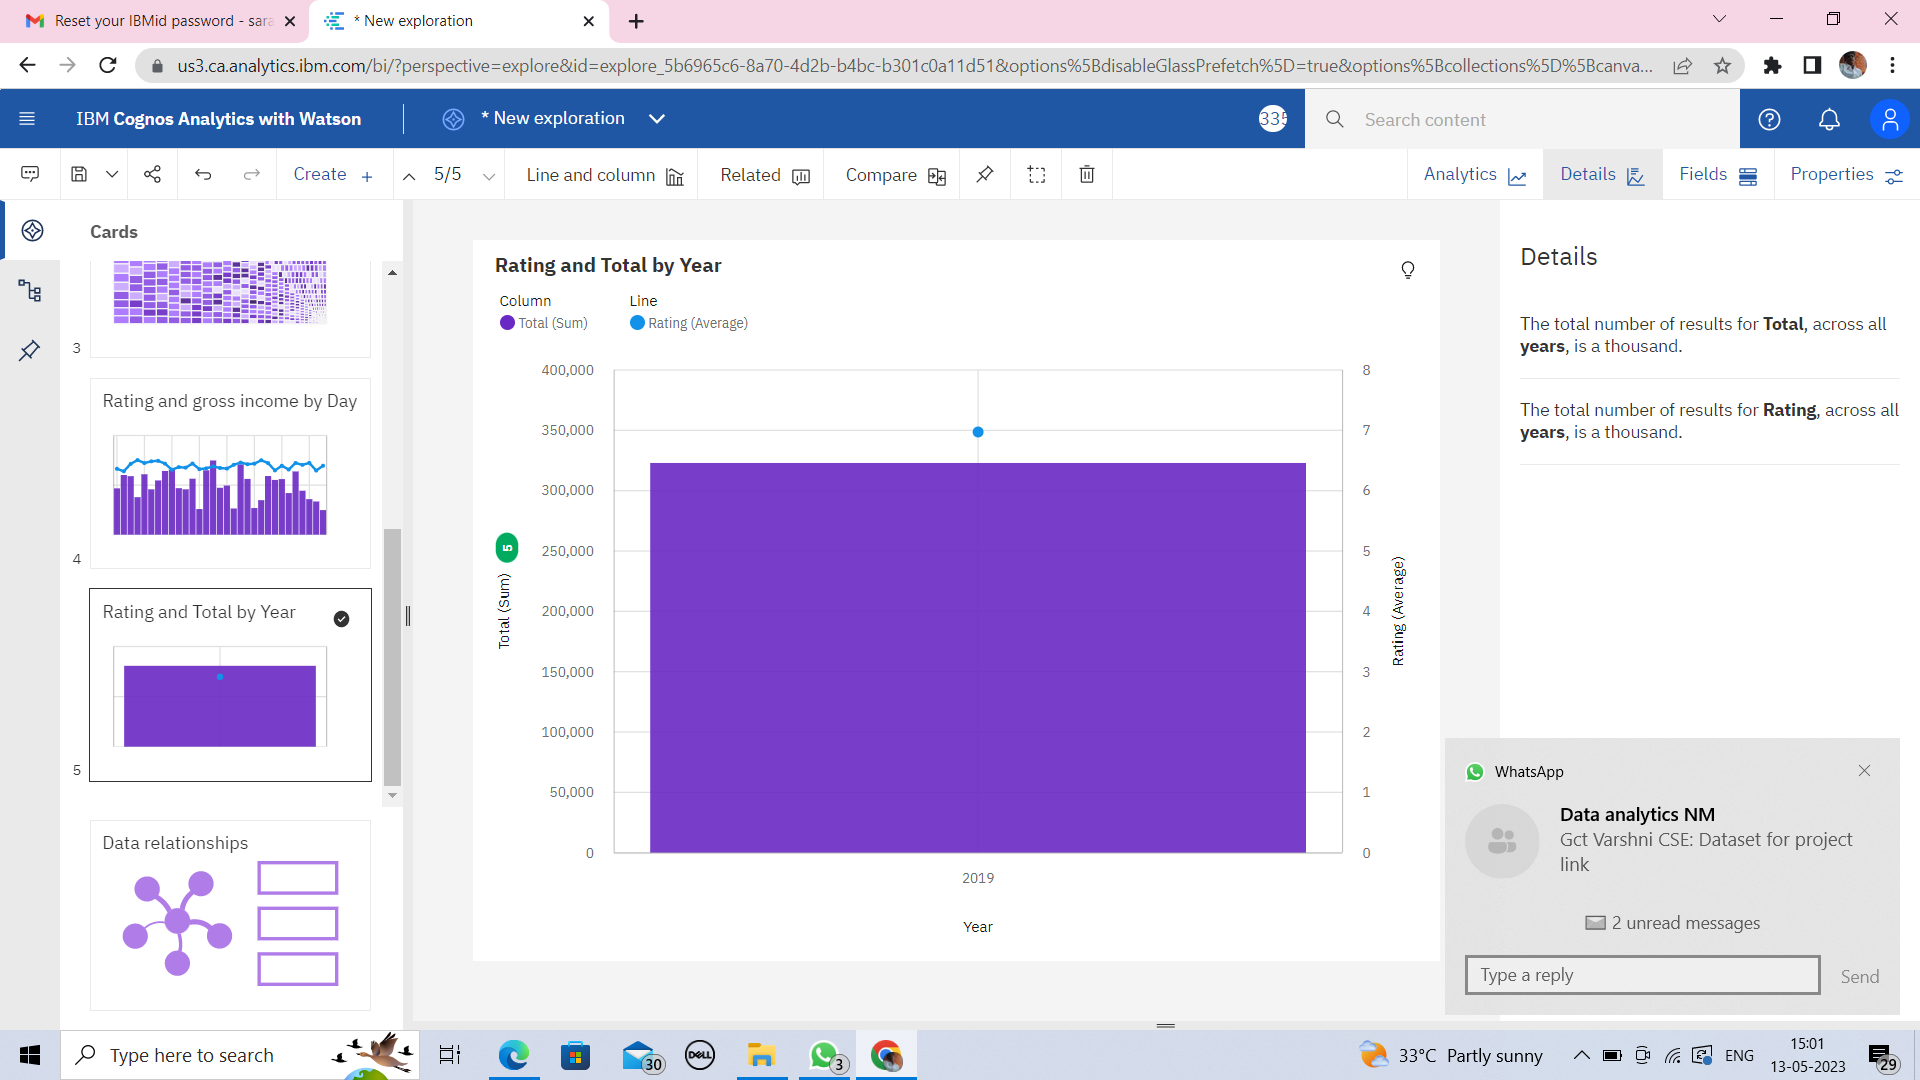 Reset your IBMid password - sara
* New exploration
us3.ca.analytics.ibm.com/bi/?perspective=explore&id=explore_5b6965c6-8a70-4d2b-b4bc-b301c0a11d51&options%5BdisableGlassPrefetch%5D=true&options%5Bcollections%5D%5Bcanva...
IBM Cognos Analytics with Watson
* New exploration
335
Search content
Create
5/5
Line and column
Related
Compare
Analytics
Details
Fields
Properties
Cards
3
Rating and gross income by Day
4
Rating and Total by Year
5
Data relationships
Rating and Total by Year
Column
Line
Total (Sum)
Rating (Average)
400,000
350,000
300,000
250,000
200,000
150,000
100,000
50,000
0
5
Total (Sum)
8
7
6
5
4
3
2
1
0
Rating (Average)
2019
Year
Details
The total number of results for Total, across all
years, is a thousand.
The total number of results for Rating, across all
years, is a thousand.
WhatsApp
Data analytics NM
Gct Varshni CSE: Dataset for project
link
2 unread messages
Type a reply
Send
Type here to search
30
DELL
3
33°C Partly sunny
ENG
15:01
13-05-2023
29